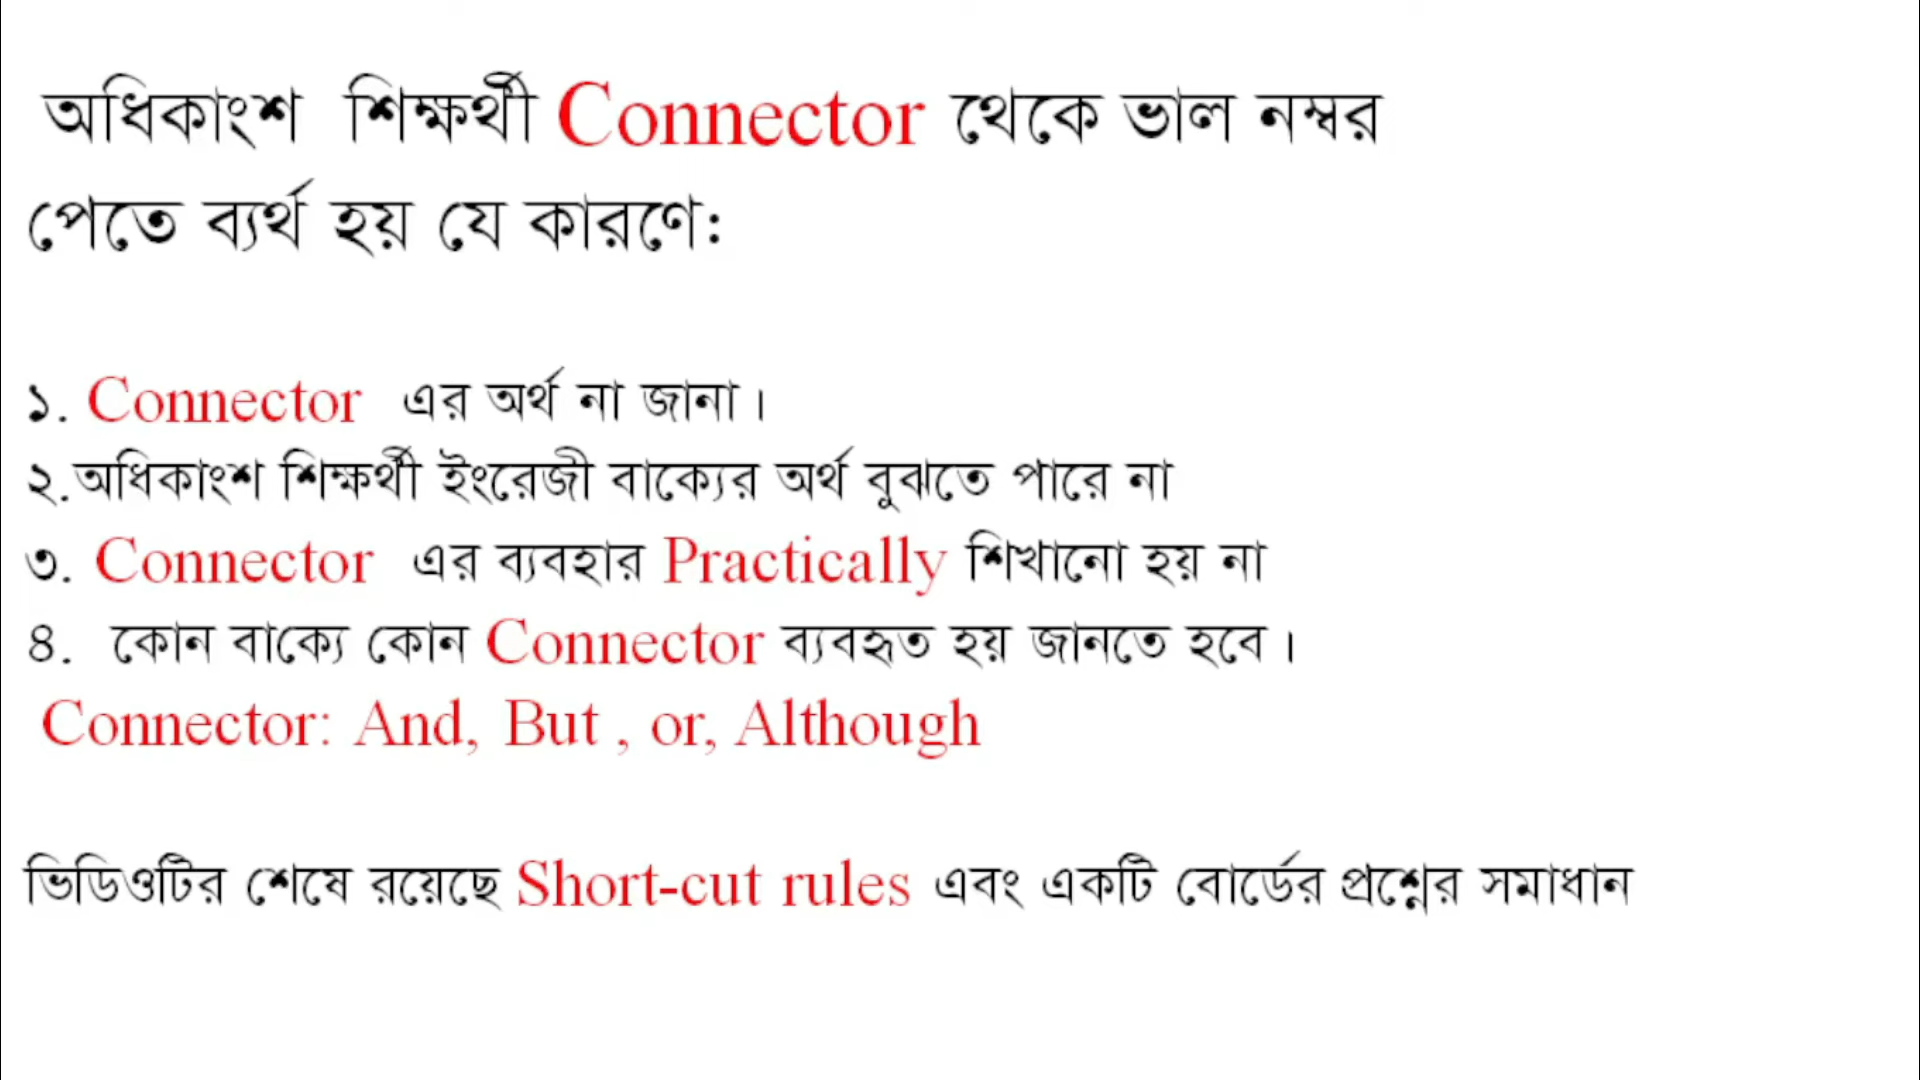 অধিকাংশ শিক্ষর্থী Connector থেকে ভাল নম্বর
পেতে ব্যর্থ হয় যে কারণে:
১. Connector এর অর্থ না জানা।
২.অধিকাংশ শিক্ষর্থী ইংরেজী বাক্যের অর্থ বুঝতে পারে না
৩. Connector এর ব্যবহার Practically শিখানো হয় না
৪. কোন বাক্যে কোন Connector ব্যবহৃত হয় জানতে হবে।
Connector: And, But , or, Although
ভিডিওটির শেষে রয়েছে Short-cut rules এবং একটি বোর্ডের প্রশ্নের সমাধান